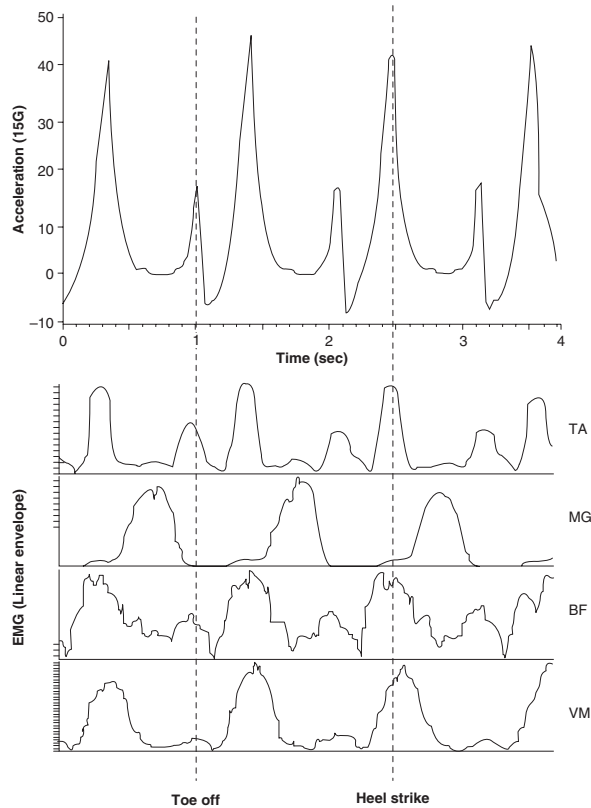 50
40
30
20
10
0
–10
Acceleration (15G)
0
1
2
3
4
Time (sec)
TA
MG
BF
VM
EMG (Linear envelope)
Toe off
Heel strike